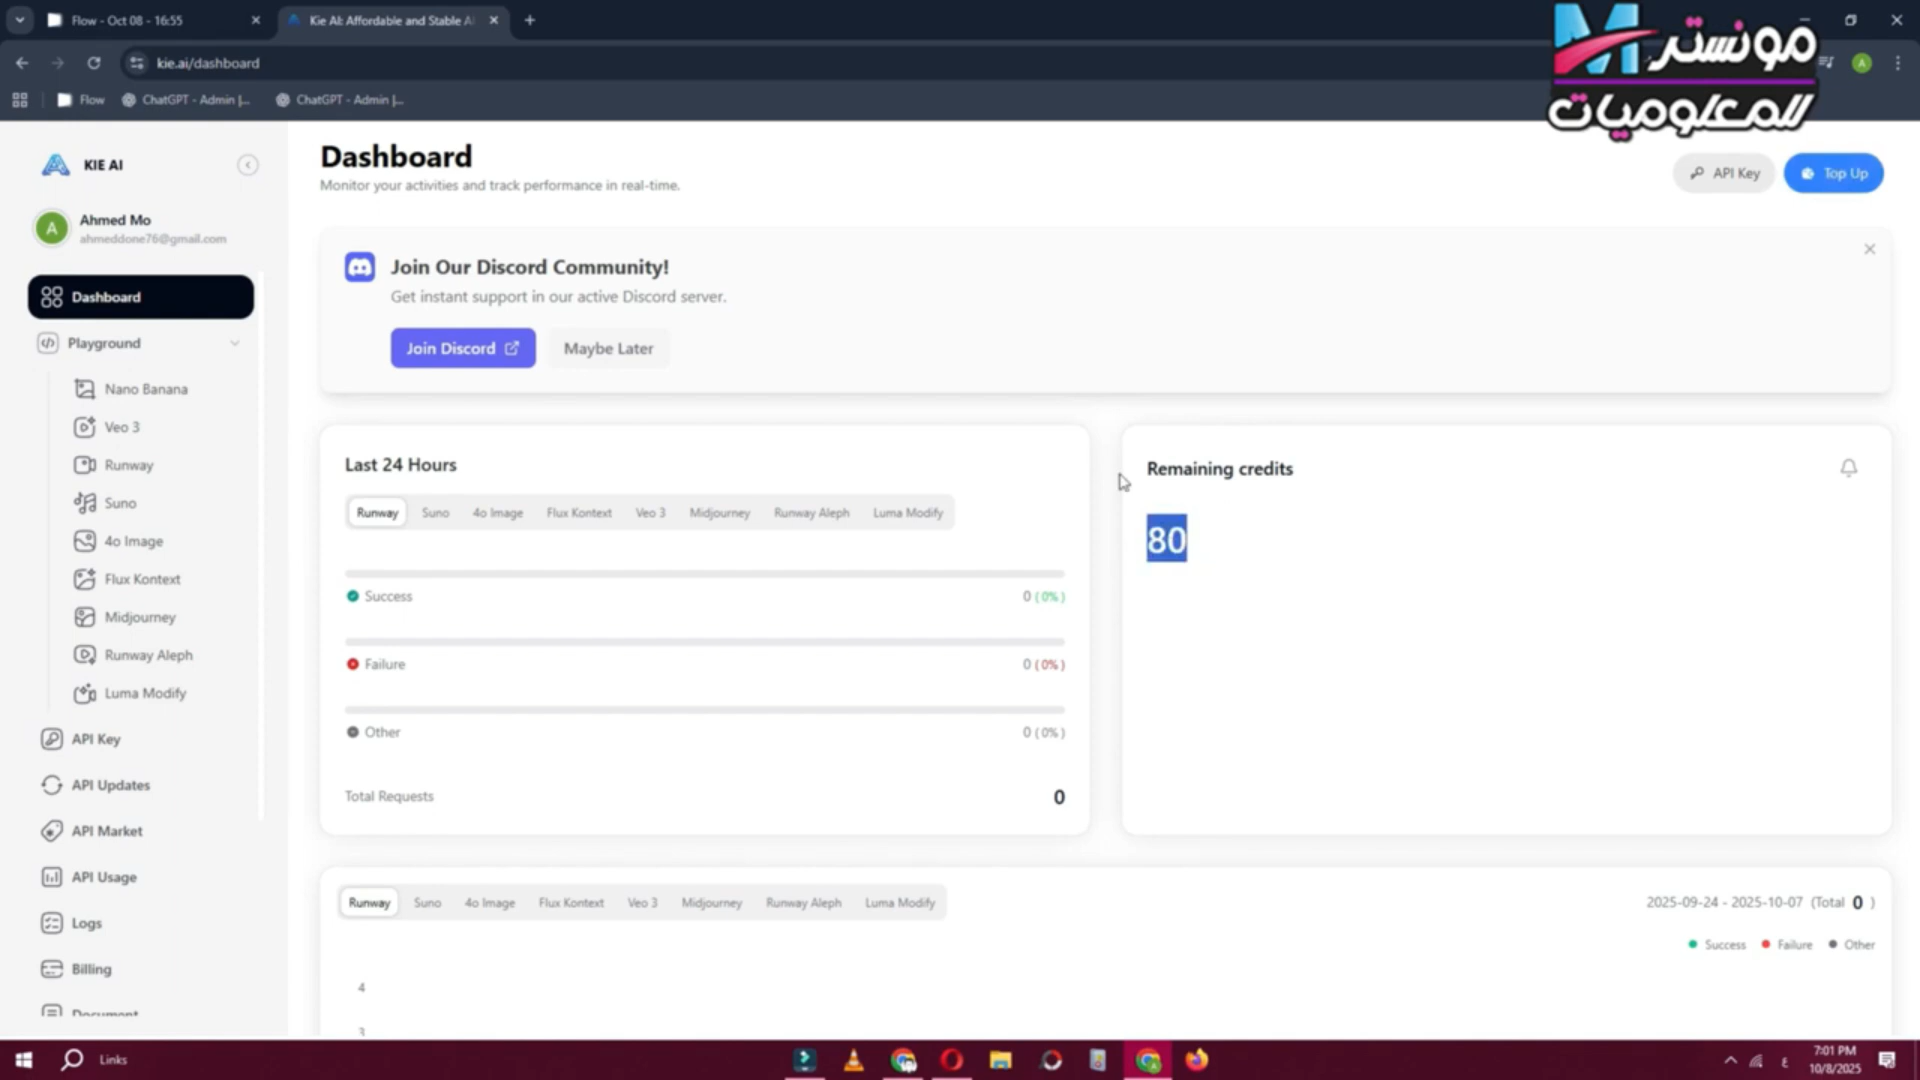 Flow - Oct 08 - 16:55
Kie AI: Affordable and Stable A
kie.ai/dashboard
Flow
ChatGPT - Admin |...
ChatGPT - Admin |...
مونستر
للمعلوميات
KIE AI
Ahmed Mo
ahmeddone76@gmail.com
Dashboard
Playground
Nano Banana
Veo 3
Runway
Suno
4o Image
Flux Kontext
Midjourney
Runway Aleph
Luma Modify
API Key
API Updates
API Market
API Usage
Logs
Billing
Document
Dashboard
Monitor your activities and track performance in real-time.
API Key
Top Up
Join Our Discord Community!
Get instant support in our active Discord server.
Join Discord
Maybe Later
Last 24 Hours
Runway Suno 4o Image Flux Kontext Veo 3 Midjourney Runway Aleph Luma Modify
Success 0 ( 0% )
Failure 0 ( 0% )
Other 0 ( 0% )
Total Requests 0
Remaining credits
80
Runway Suno 4o Image Flux Kontext Veo 3 Midjourney Runway Aleph Luma Modify
2025-09-24 - 2025-10-07 (Total 0 )
Success Failure Other
4
3
Links
ع
7:01 PM
10/8/2025